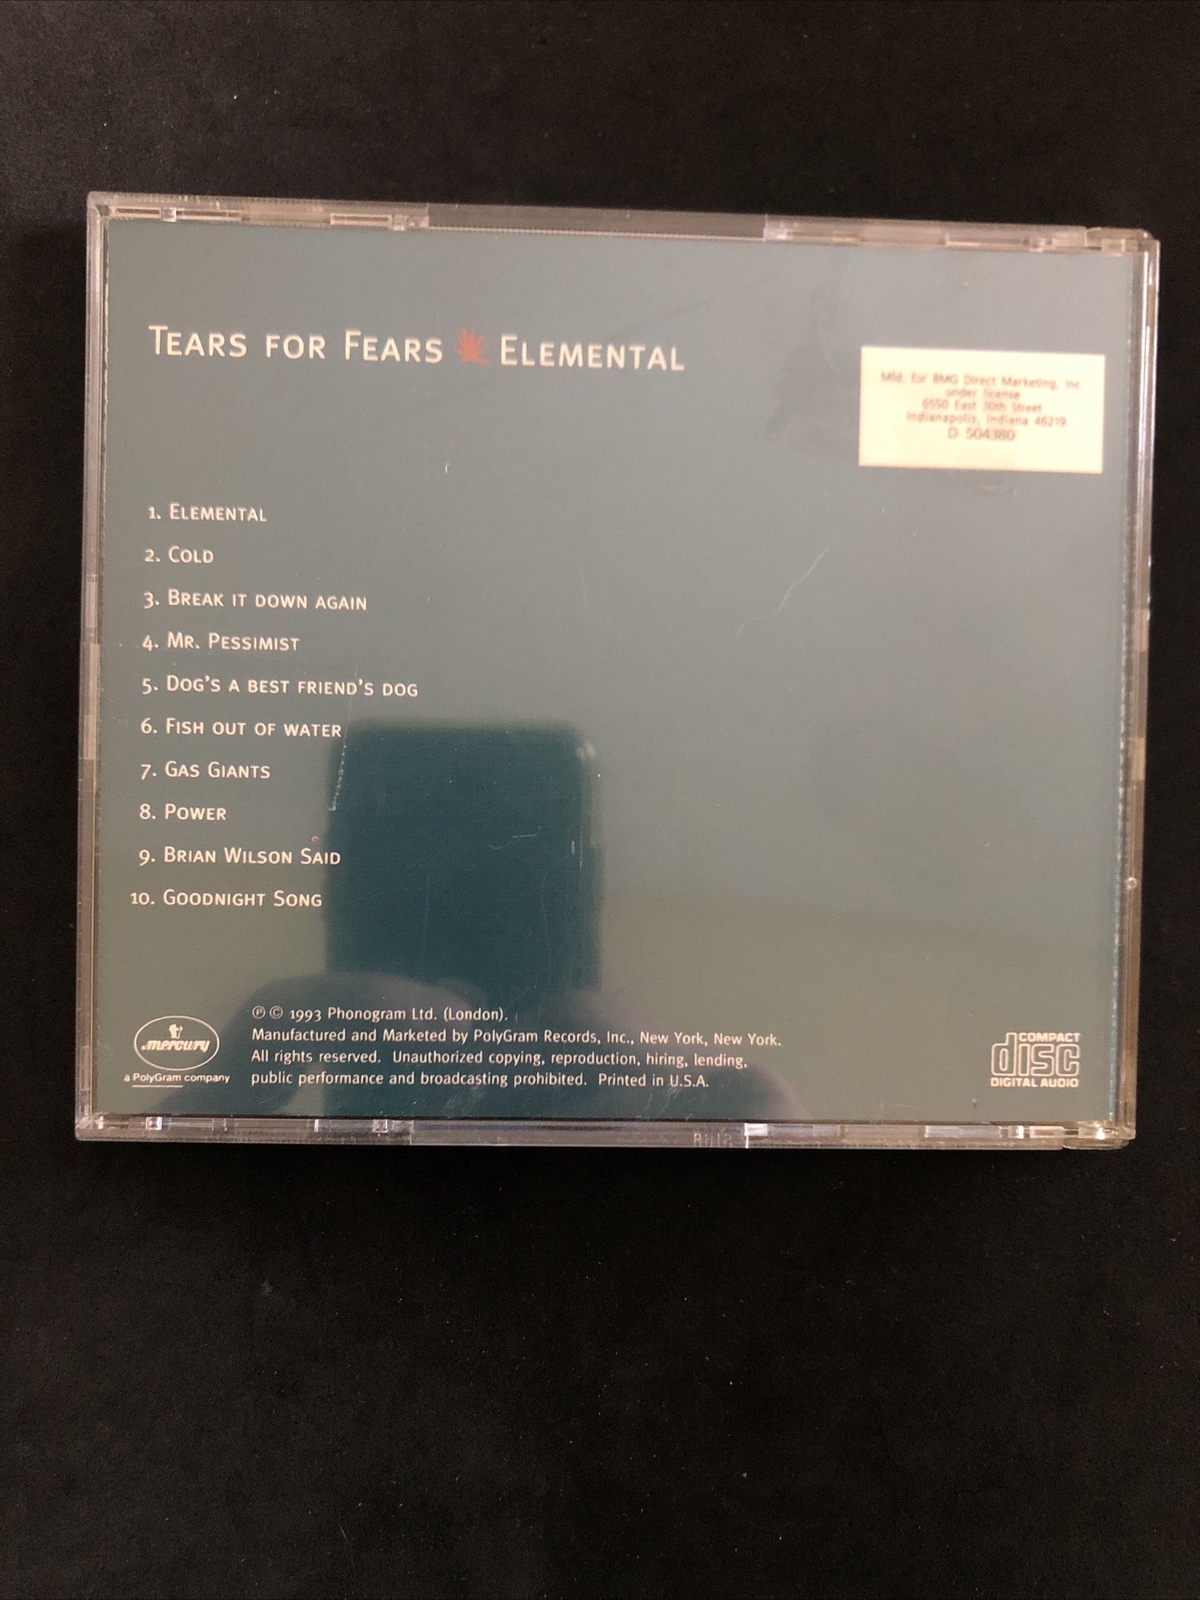 Tears for Fears Elemental
Mfd. for BMG Direct Marketing, Inc.
under license
6550 East 30th Street
Indianapolis, Indiana 46219
D 504380
1. Elemental
2. Cold
3. Break it down again
4. Mr. Pessimist
5. Dog's a best friend's dog
6. Fish out of water
7. Gas Giants
8. Power
9. Brian Wilson Said
10. Goodnight Song
℗ © 1993 Phonogram Ltd. (London).
Manufactured and Marketed by PolyGram Records, Inc., New York, New York.
All rights reserved. Unauthorized copying, reproduction, hiring, lending,
public performance and broadcasting prohibited. Printed in U.S.A.
mercury
a PolyGram company
COMPACT
disc
DIGITAL AUDIO